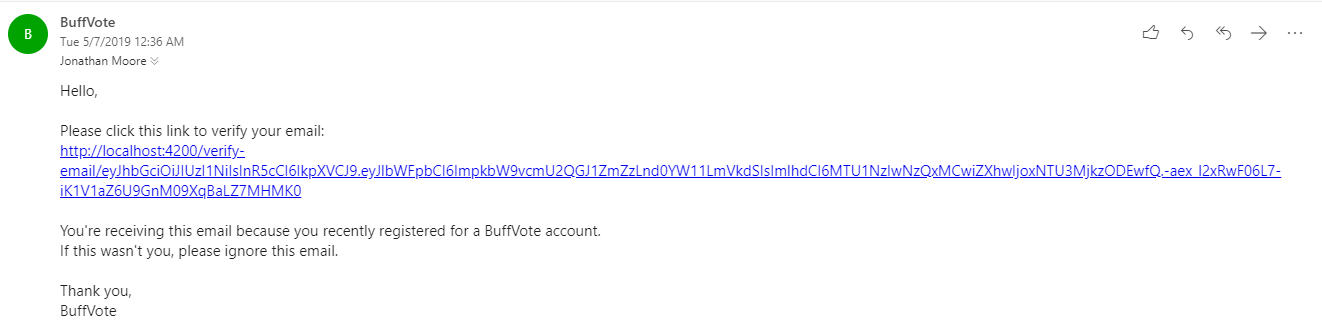 B
BuffVote
Tue 5/7/2019 12:36 AM
Jonathan Moore
Hello,
Please click this link to verify your email:
http://localhost:4200/verify-
email/eyJhbGciOiJIUzI1NiIsInR5cCI6IkpXVCJ9.eyJlbWFpbCI6ImpkbW9vcmU2QGJ1ZmZzLnd0YW11LmVkdSIsImlhdCI6MTU1NzIwNzQxMCwiZXhwIjoxNTU3MjkzODEwfQ.-aex_I2xRwF06L7-
iK1V1aZ6U9GnM09XqBaLZ7MHMK0
You're receiving this email because you recently registered for a BuffVote account.
If this wasn't you, please ignore this email.
Thank you,
BuffVote